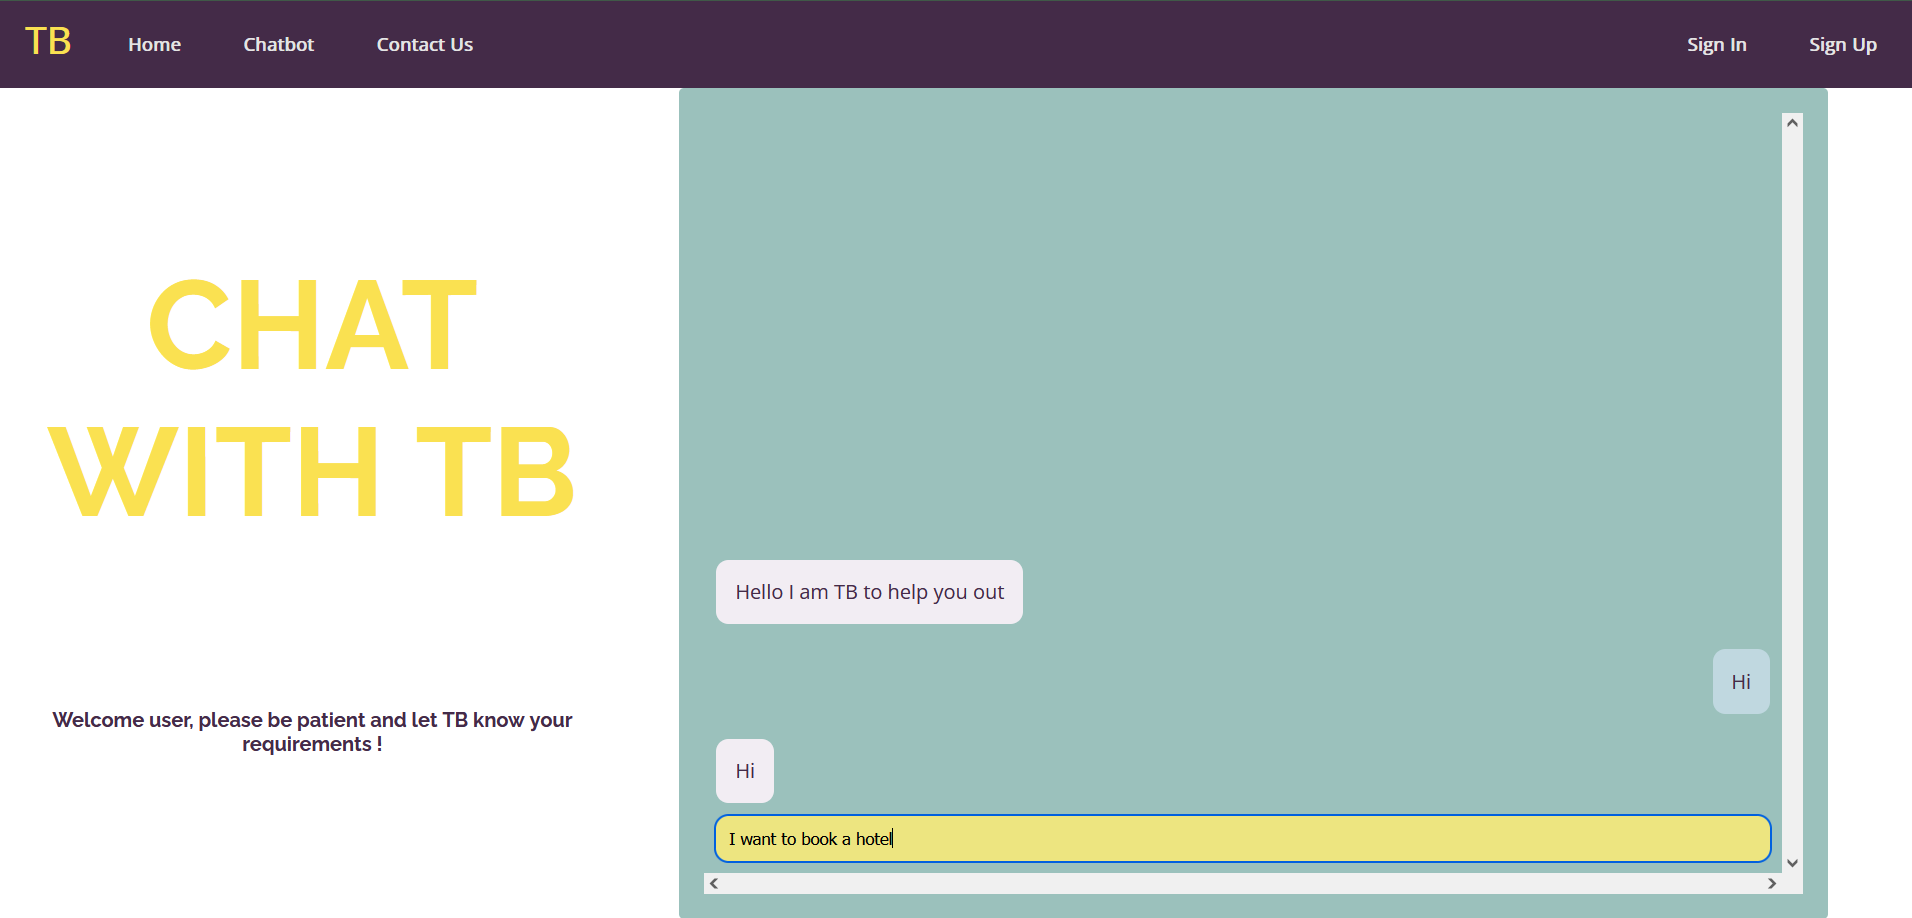 TB Home Chatbot Contact Us Sign In Sign Up
CHAT
WITH TB
Welcome user, please be patient and let TB know your
requirements !
Hello I am TB to help you out
Hi
Hi
I want to book a hotel